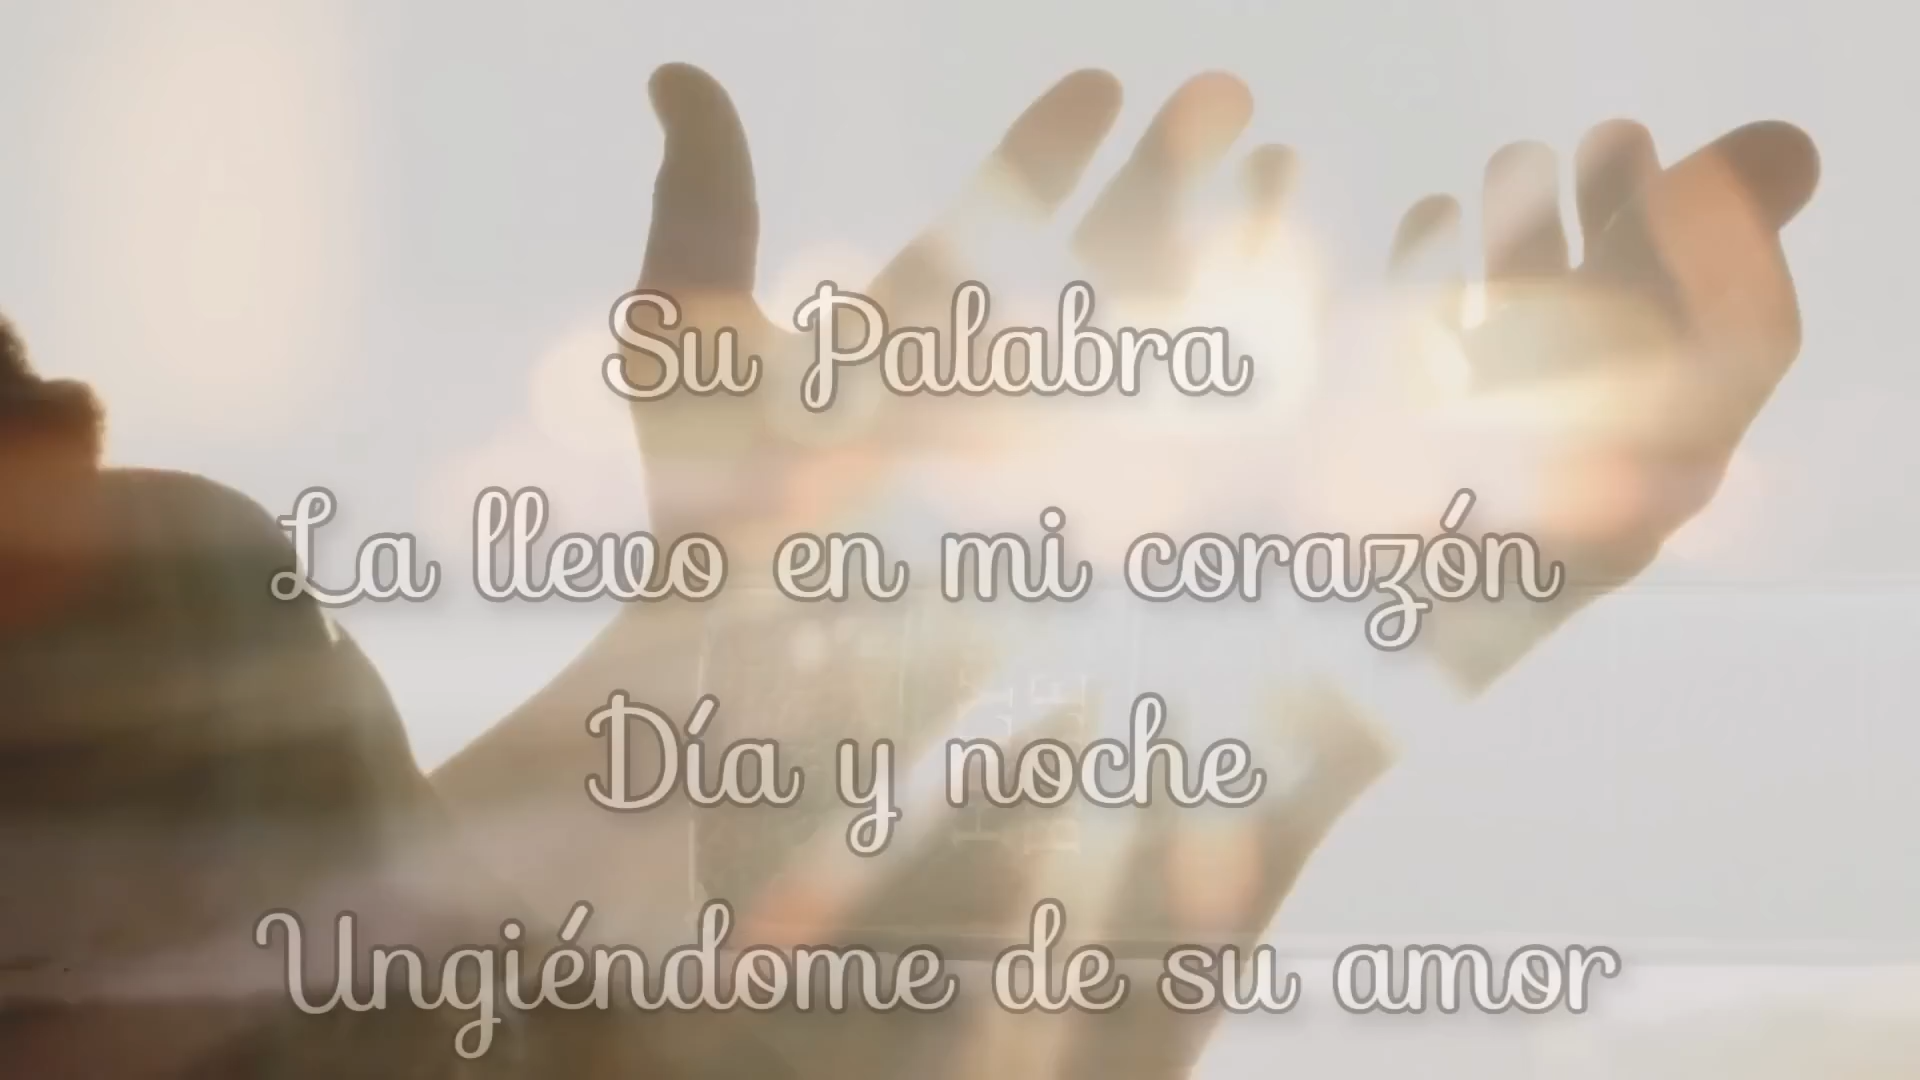 Su Palabra
La llevo en mi corazón
Día y noche
Ungiéndome de su amor